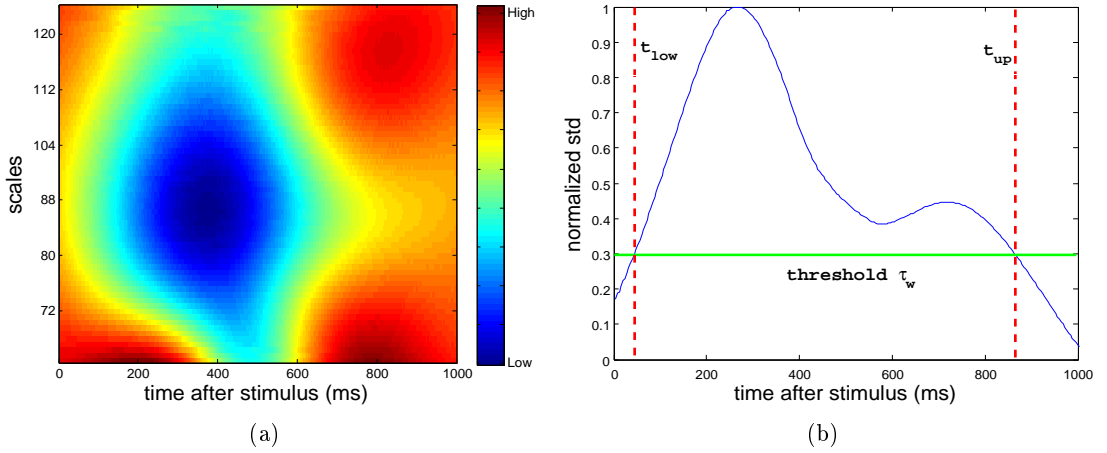 120
112
104
88
80
72
scales
0
200
400
600
800
1000
time after stimulus (ms)
High
Low
(a)
1
0.9
0.8
0.7
0.6
0.5
0.4
0.3
0.2
0.1
0
normalized std
t_low
t_up
threshold τ_w
0
200
400
600
800
1000
time after stimulus (ms)
(b)